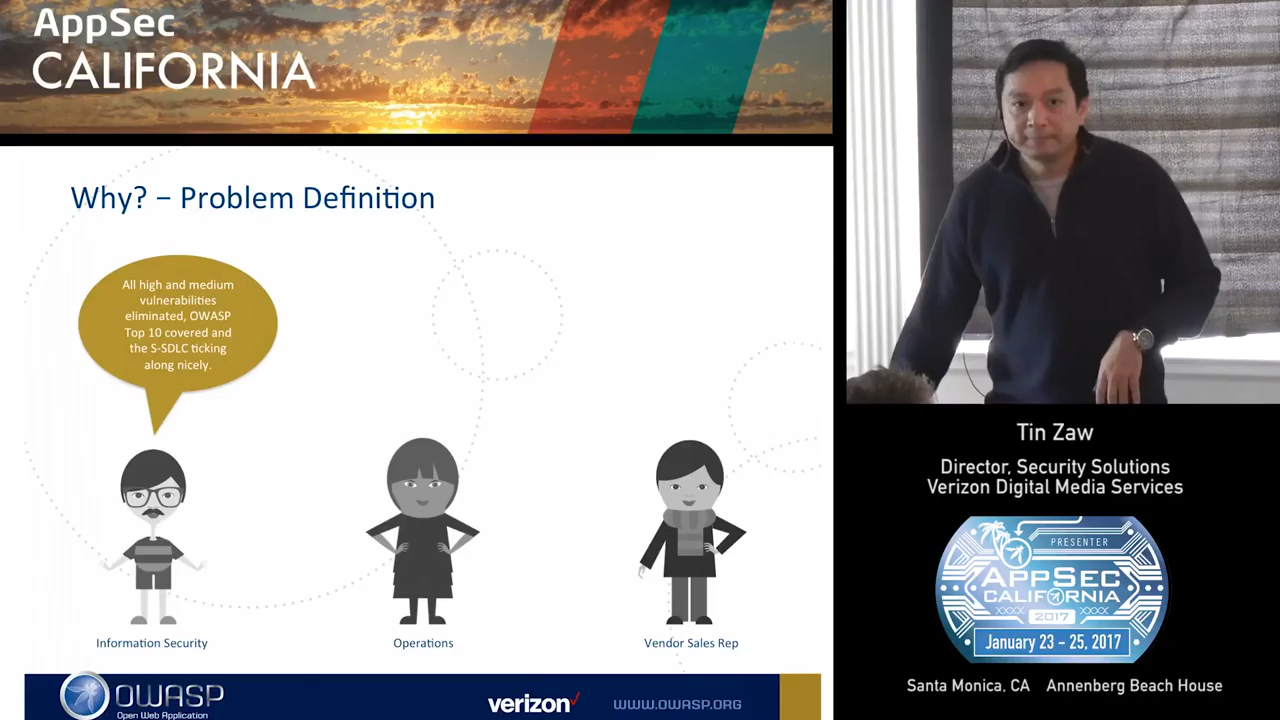 AppSec
CALIFORNIA
Why? – Problem Definition
All high and medium
vulnerabilities
eliminated, OWASP
Top 10 covered and
the S-SDLC ticking
along nicely.
Information Security
Operations
Vendor Sales Rep
OWASP
Open Web Application
verizon
WWW.OWASP.ORG
Tin Zaw
Director, Security Solutions
Verizon Digital Media Services
PRESENTER
APPSEC
CALIFORNIA
XXXX 2017 XXXX
January 23 - 25, 2017
Santa Monica, CA Annenberg Beach House